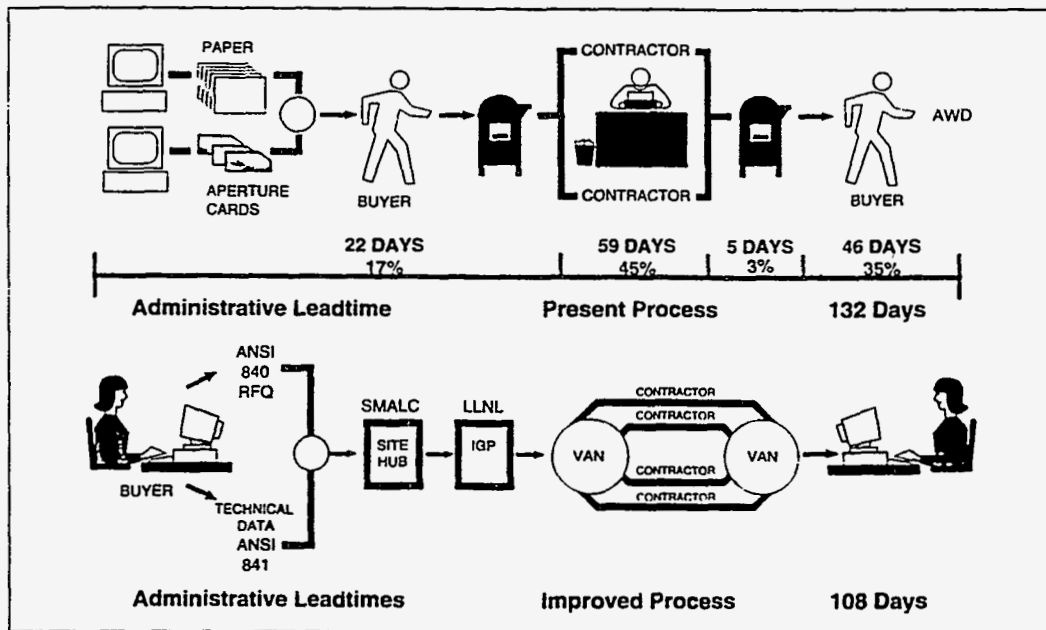 PAPER
APERTURE
CARDS
BUYER
CONTRACTOR
CONTRACTOR
BUYER
AWD
22 DAYS
17%
59 DAYS
45%
5 DAYS
3%
46 DAYS
35%
Administrative Leadtime
Present Process
132 Days
ANSI
840
RFQ
BUYER
TECHNICAL
DATA
ANSI
841
SMALC
SITE
HUB
LLNL
IGP
CONTRACTOR
CONTRACTOR
VAN
VAN
CONTRACTOR
CONTRACTOR
Administrative Leadtimes
Improved Process
108 Days